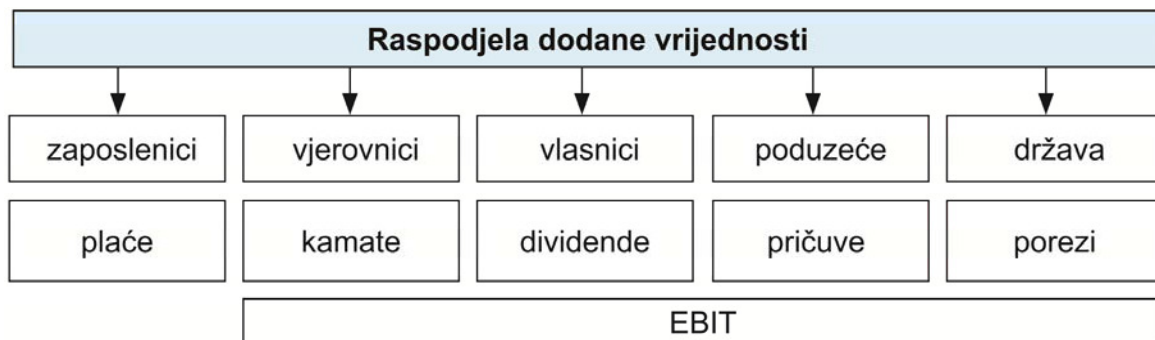 Raspodjela dodane vrijednosti
zaposlenici vjerovnici vlasnici poduzeće država
plaće kamate dividende pričuve porezi
EBIT